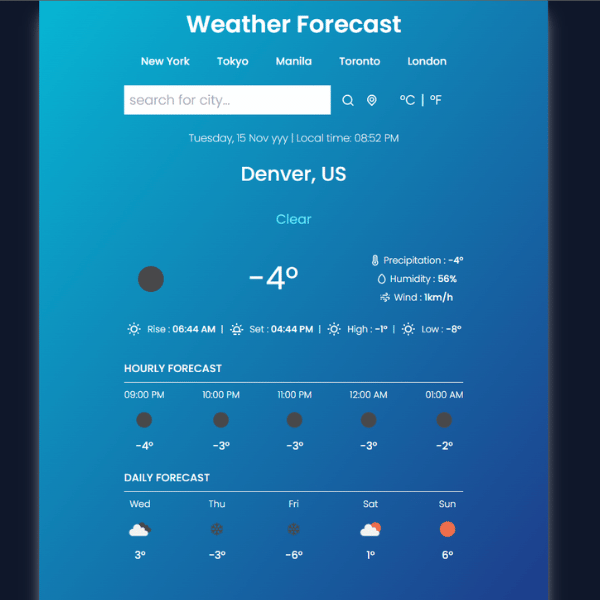 Weather Forecast
New York Tokyo Manila Toronto London
search for city... °C | °F
Tuesday, 15 Nov yyy | Local time: 08:52 PM
Denver, US
Clear
-4°
Precipitation : -4°
Humidity : 56%
Wind : 1km/h
Rise : 06:44 AM | Set : 04:44 PM | High : -1° | Low : -8°
HOURLY FORECAST
09:00 PM 10:00 PM 11:00 PM 12:00 AM 01:00 AM
-4° -3° -3° -3° -2°
DAILY FORECAST
Wed Thu Fri Sat Sun
3° -3° -6° 1° 6°